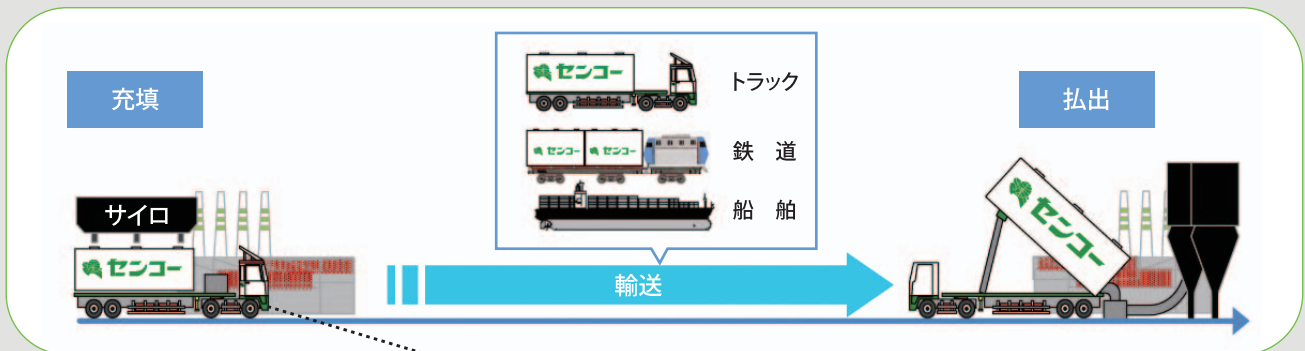 充填
サイロ
センコー
センコー
トラック
センコー センコー
鉄 道
船 舶
輸送
払出
センコー